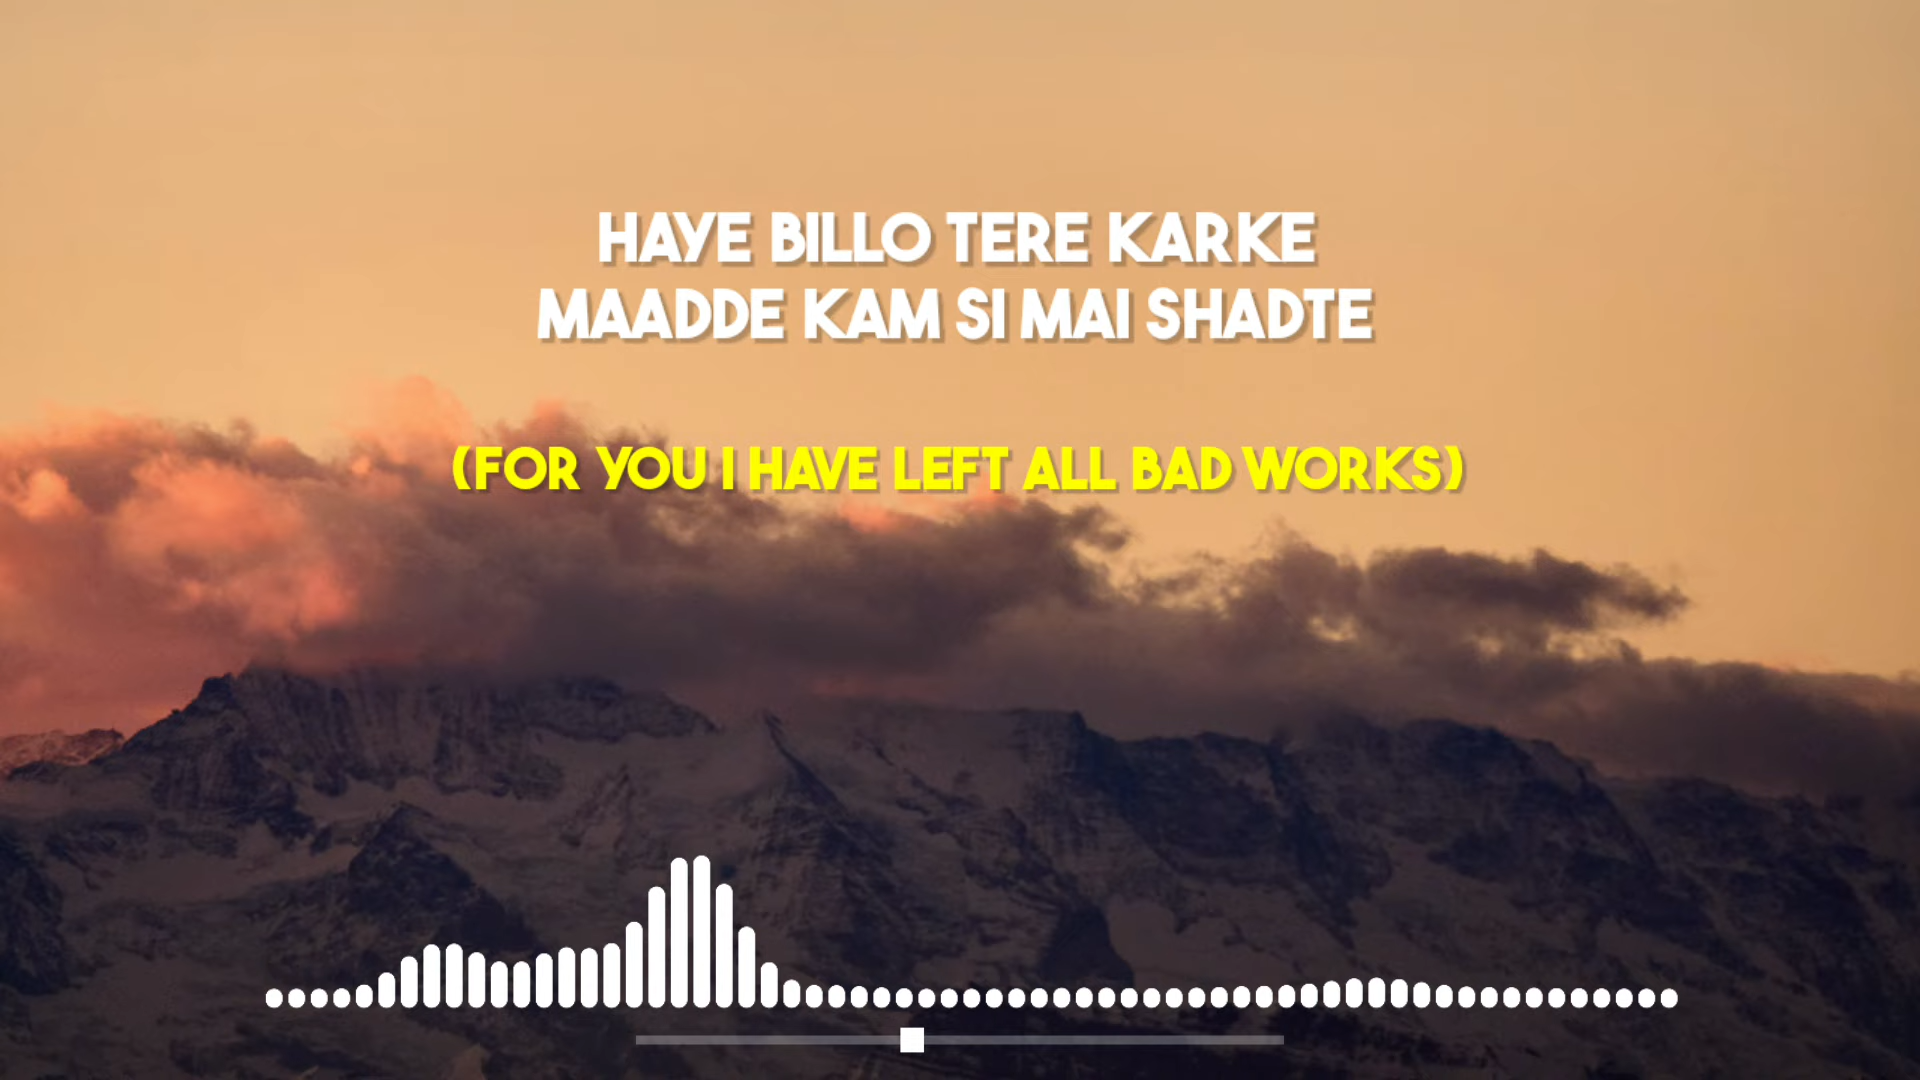 HAYE BILLO TERE KARKE
MAADDE KAM SI MAI SHADTE
(FOR YOU I HAVE LEFT ALL BAD WORKS)